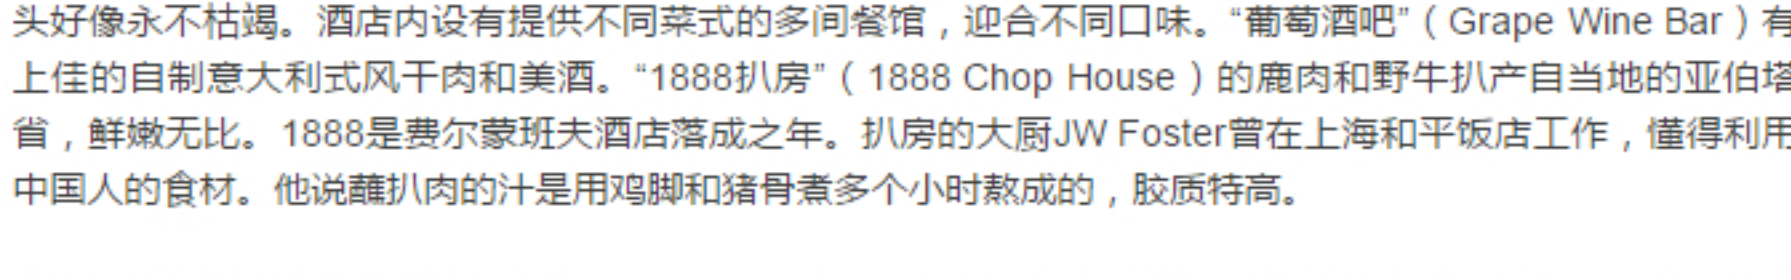 头好像永不枯竭。酒店内设有提供不同菜式的多间餐馆，迎合不同口味。“葡萄酒吧”（Grape Wine Bar）有
上佳的自制意大利式风干肉和美酒。“1888扒房”（1888 Chop House）的鹿肉和野牛扒产自当地的亚伯塔
省，鲜嫩无比。1888是费尔蒙班夫酒店落成之年。扒房的大厨JW Foster曾在上海和平饭店工作，懂得利用
中国人的食材。他说蘸扒肉的汁是用鸡脚和猪骨煮多个小时熬成的，胶质特高。